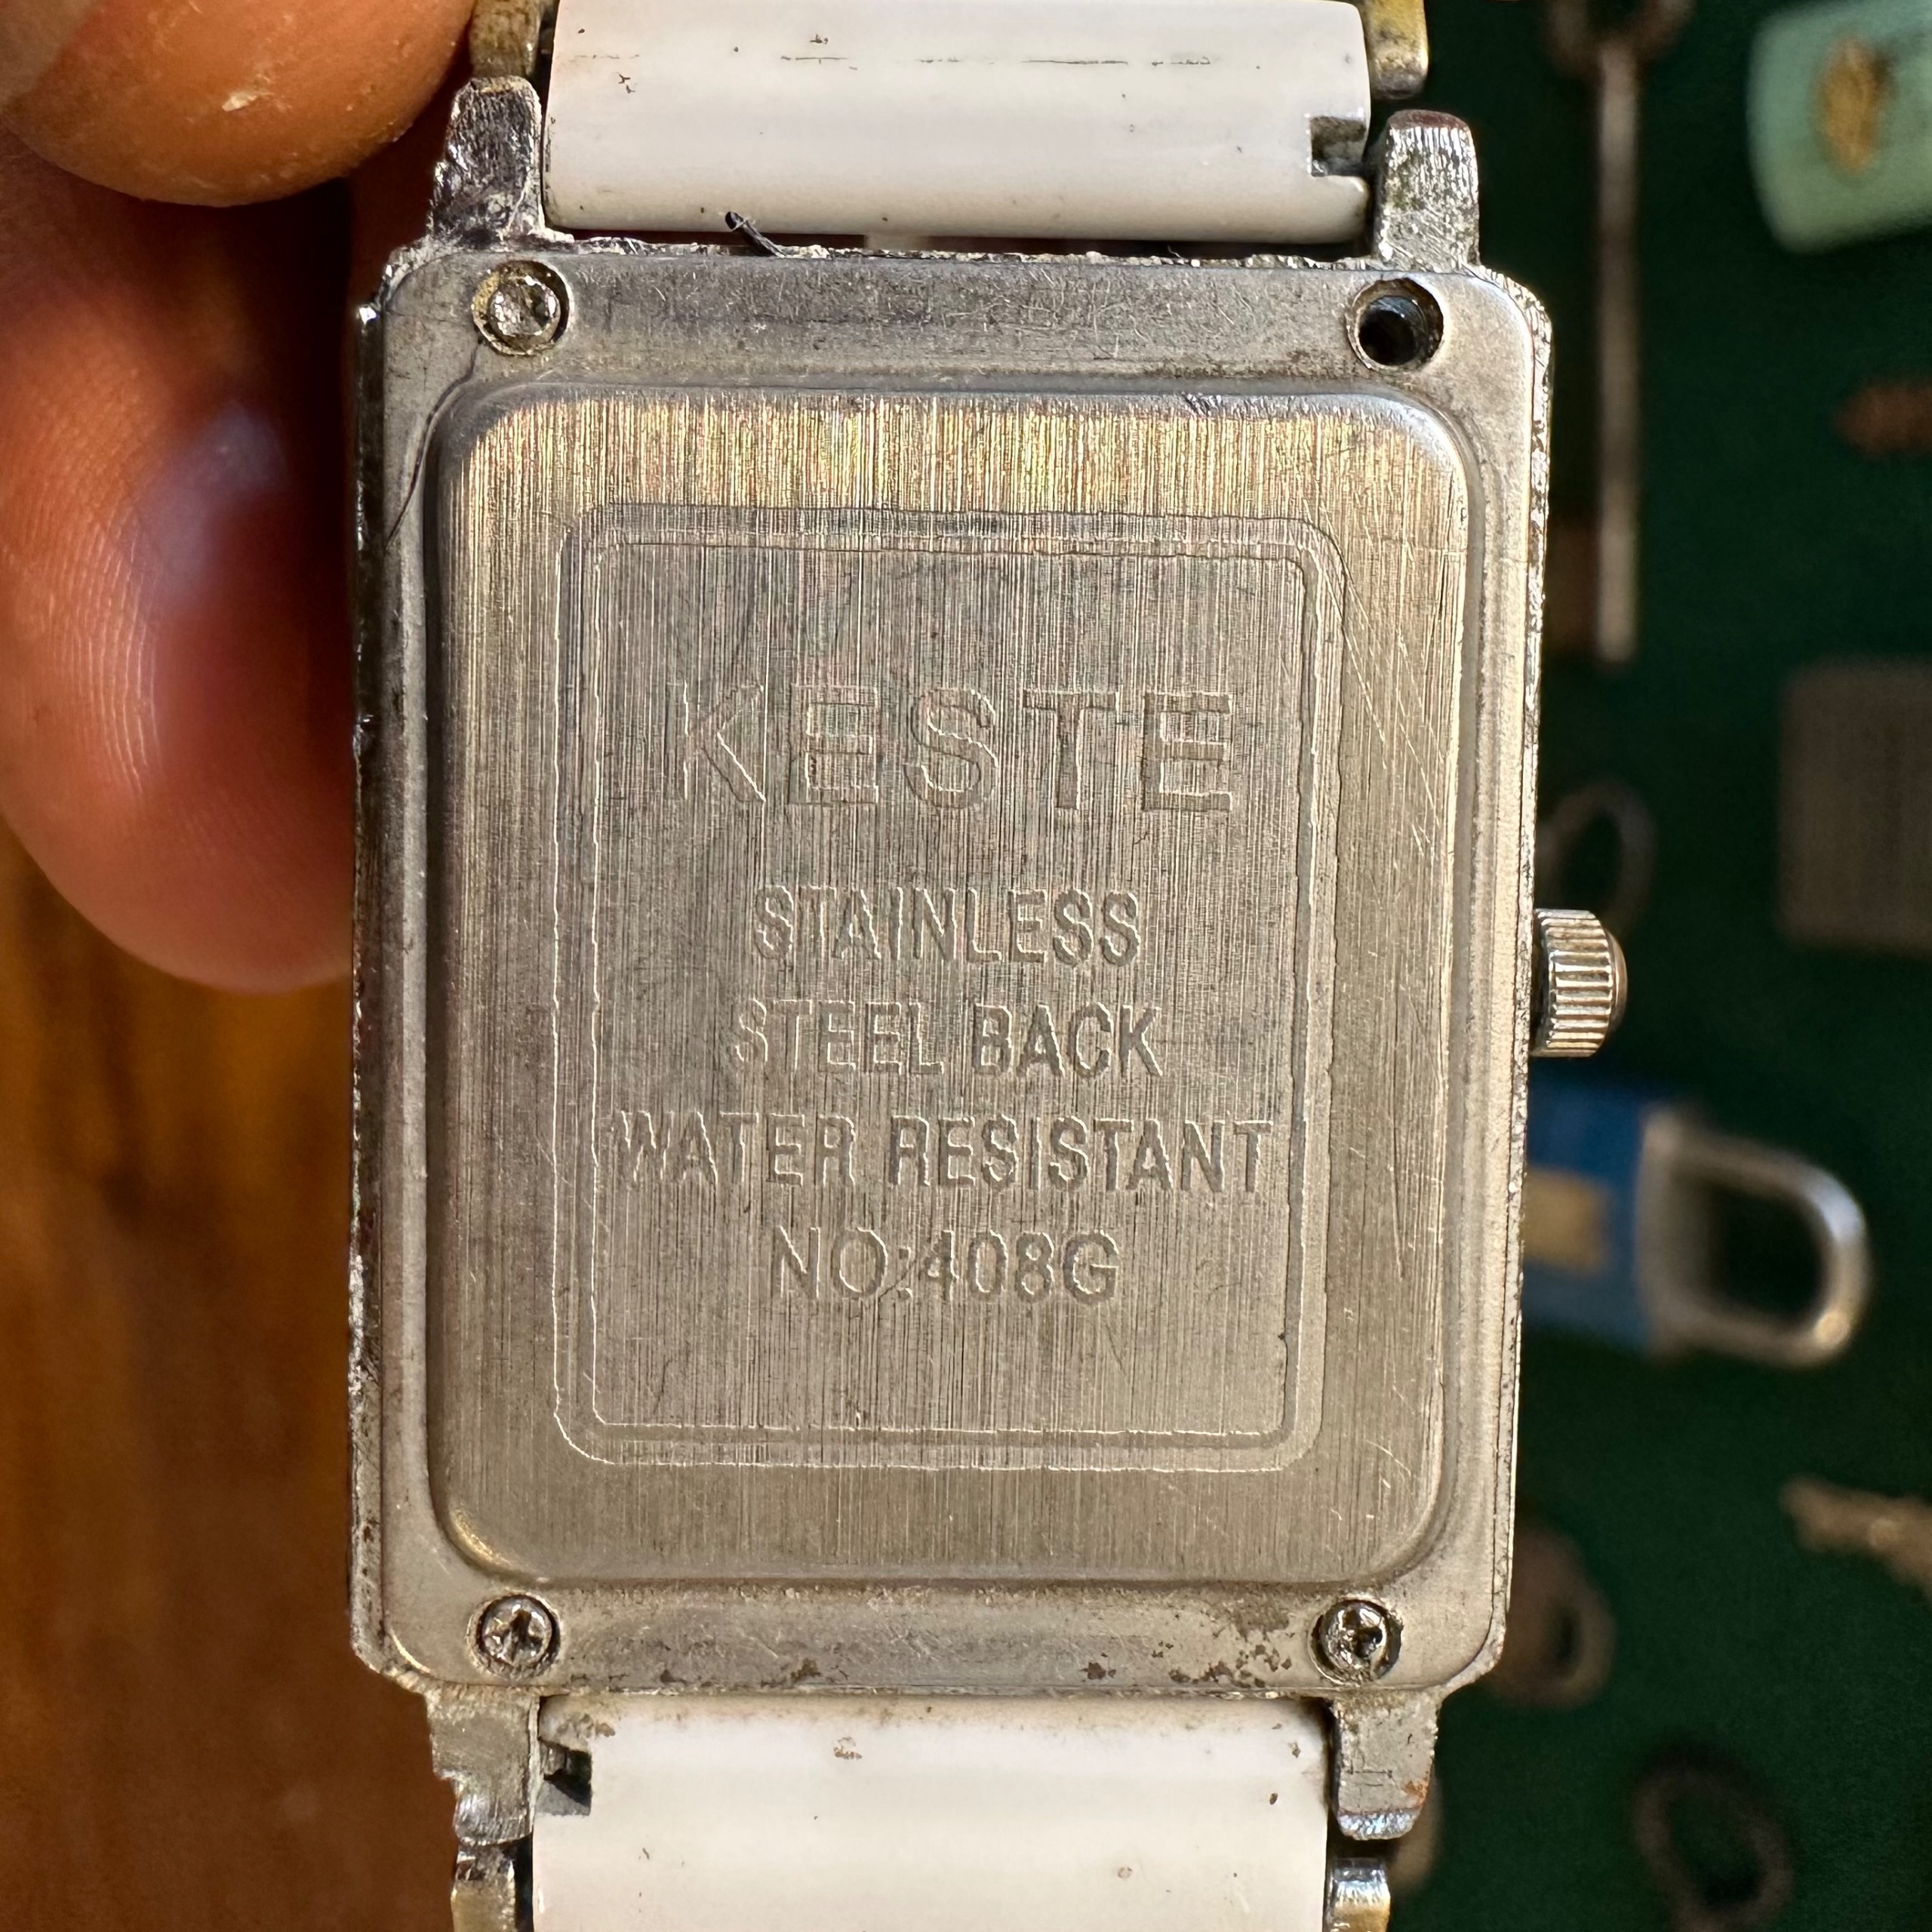 KESTE
STAINLESS
STEEL BACK
WATER RESISTANT
NO:408G